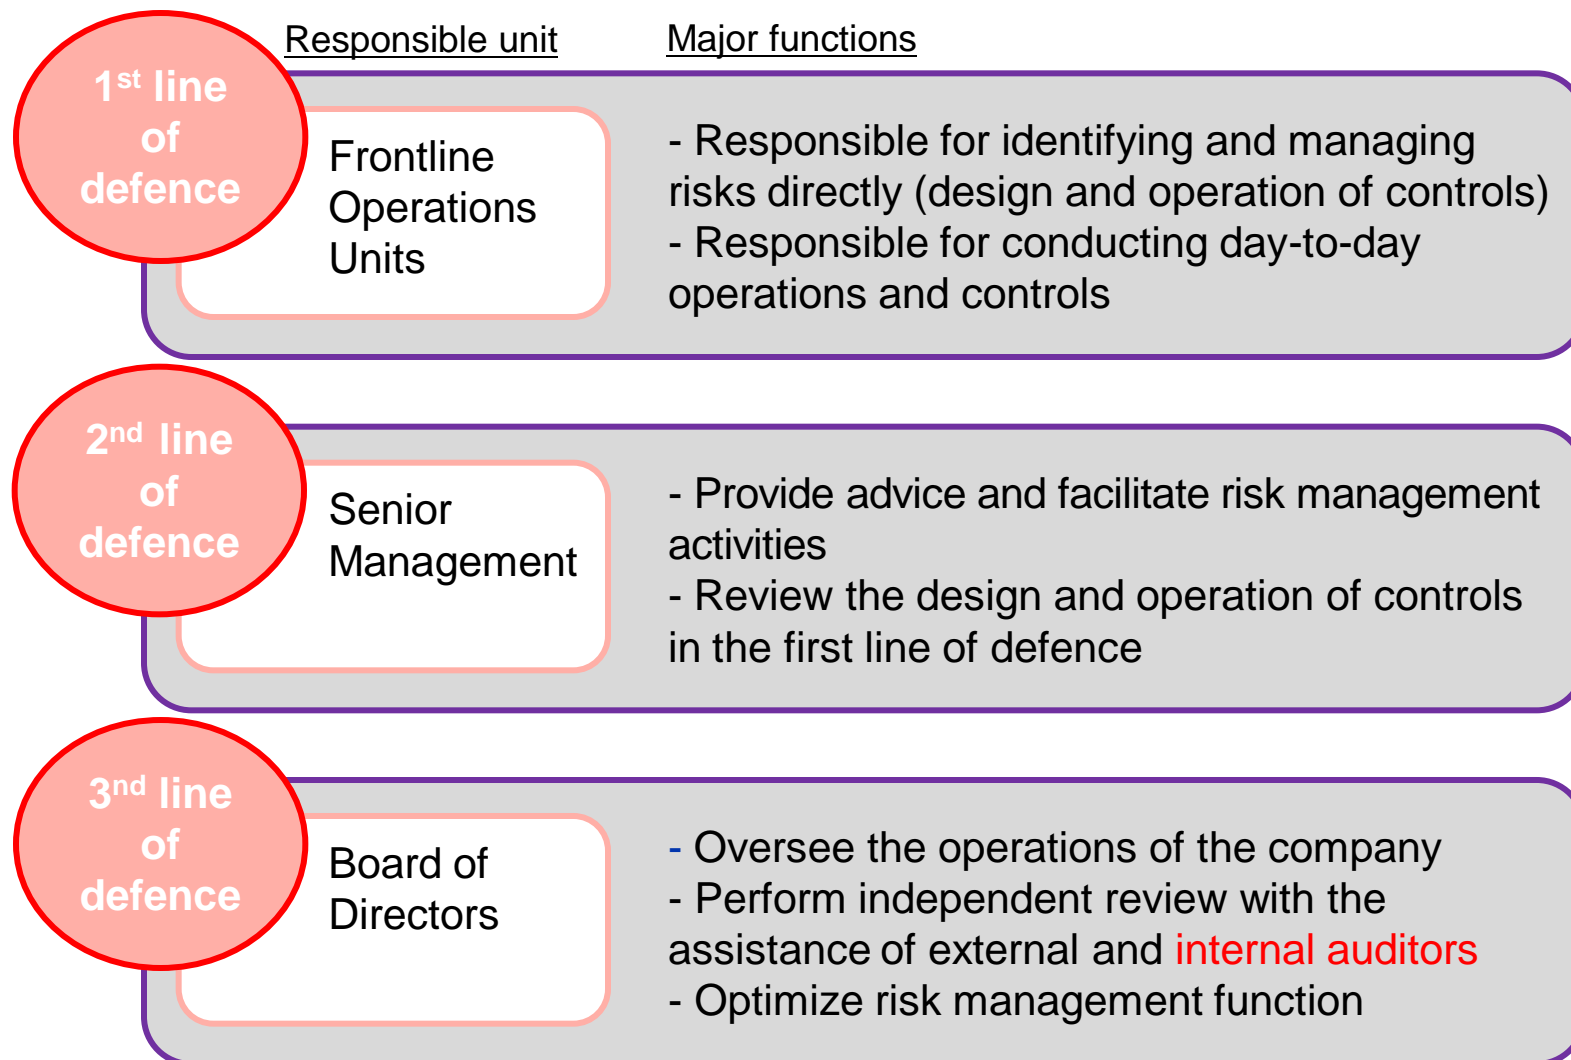 Responsible unit
Major functions
1st line
of
defence
Frontline
Operations
Units
- Responsible for identifying and managing
risks directly (design and operation of controls)
- Responsible for conducting day-to-day
operations and controls
2nd line
of
defence
Senior
Management
- Provide advice and facilitate risk management
activities
- Review the design and operation of controls
in the first line of defence
3nd line
of
defence
Board of
Directors
- Oversee the operations of the company
- Perform independent review with the
assistance of external and internal auditors
- Optimize risk management function